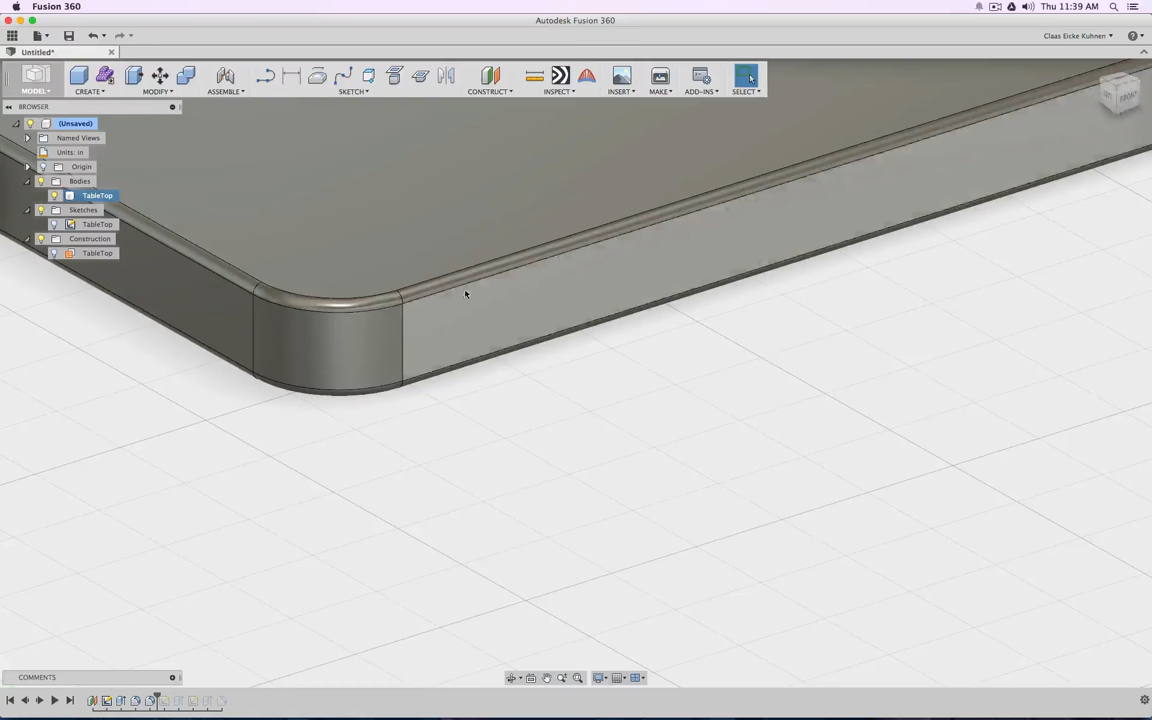 Fusion 360
Thu 11:39 AM
Autodesk Fusion 360
Claas Eicke Kuhnen
Untitled*
MODEL
CREATE
MODIFY
ASSEMBLE
SKETCH
CONSTRUCT
INSPECT
INSERT
MAKE
ADD-INS
SELECT
BROWSER
(Unsaved)
Named Views
Units: in
Origin
Bodies
TableTop
Sketches
TableTop
Construction
TableTop
FRONT
COMMENTS